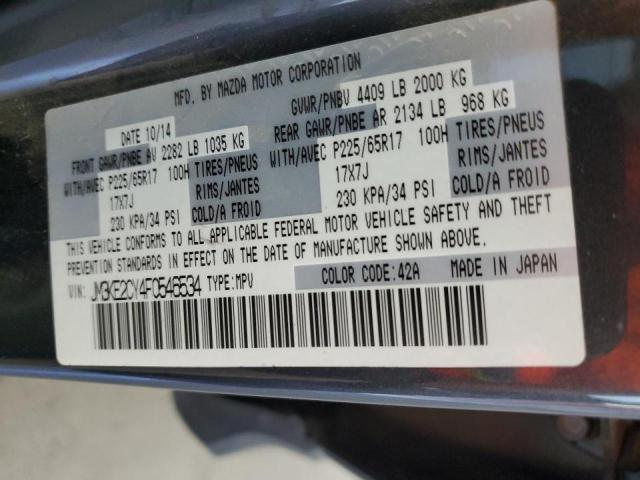 MFD. BY MAZDA MOTOR CORPORATION
DATE 10/14 GVWR/PNBV 4409 LB 2000 KG
FRONT GAWR/PNBE AV 2282 LB 1035 KG REAR GAWR/PNBE AR 2134 LB 968 KG
WITH/AVEC P225/65R17 100H TIRES/PNEUS WITH/AVEC P225/65R17 100H TIRES/PNEUS
17X7J RIMS/JANTES 17X7J RIMS/JANTES
230 KPA/34 PSI COLD/A FROID 230 KPA/34 PSI COLD/A FROID
THIS VEHICLE CONFORMS TO ALL APPLICABLE FEDERAL MOTOR VEHICLE SAFETY AND THEFT
PREVENTION STANDARDS IN EFFECT ON THE DATE OF MANUFACTURE SHOWN ABOVE.
VIN: JM3KE2CY4F0546534 TYPE:MPV COLOR CODE:42A MADE IN JAPAN